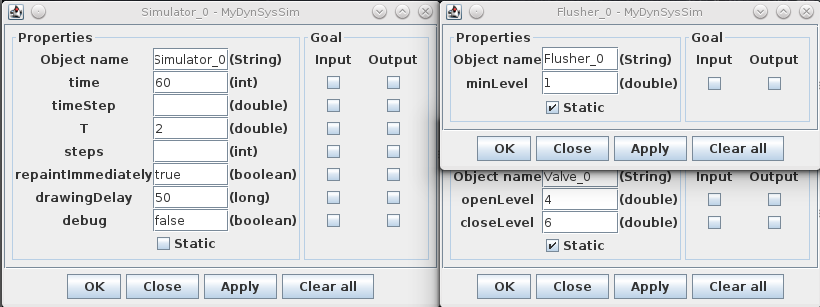 Simulator_0 - MyDynSysSim
Properties
Goal
Object name Simulator_0 (String) Input Output
time 60 (int)
timeStep (double)
T 2 (double)
steps (int)
repaintImmediately true (boolean)
drawingDelay 50 (long)
debug false (boolean)
Static
OK Close Apply Clear all
Flusher_0 - MyDynSysSim
Properties
Goal
Object name Flusher_0 (String) Input Output
minLevel 1 (double)
Static
OK Close Apply Clear all
Object name Valve_0 (String) Input Output
openLevel 4 (double)
closeLevel 6 (double)
Static
OK Close Apply Clear all